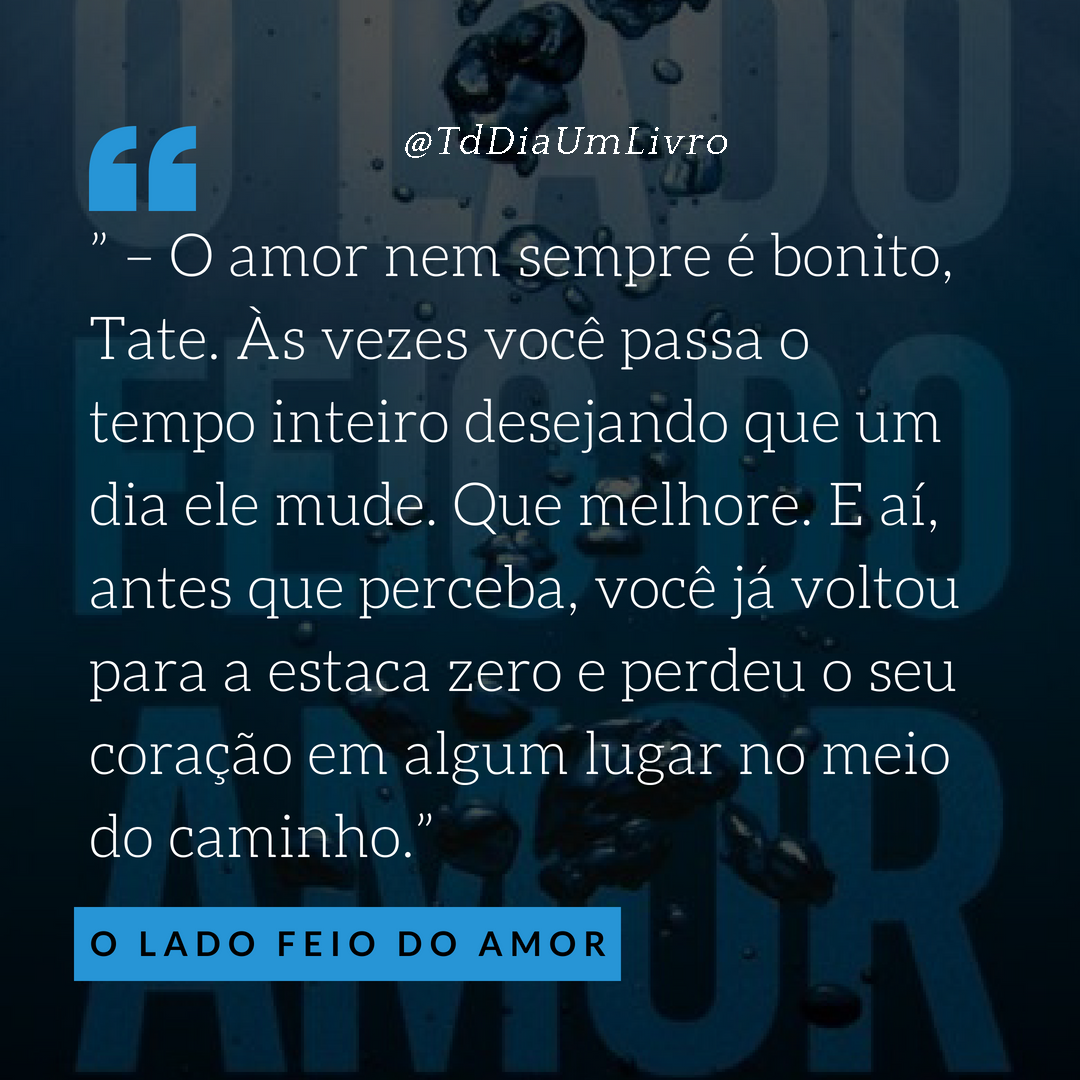 O LADO
@TdDiaUmLivro
” – O amor nem sempre é bonito,
Tate. Às vezes você passa o
tempo inteiro desejando que um
dia ele mude. Que melhore. E aí,
antes que perceba, você já voltou
para a estaca zero e perdeu o seu
coração em algum lugar no meio
do caminho.”
O LADO FEIO DO AMOR
FEIO DO
AMOR